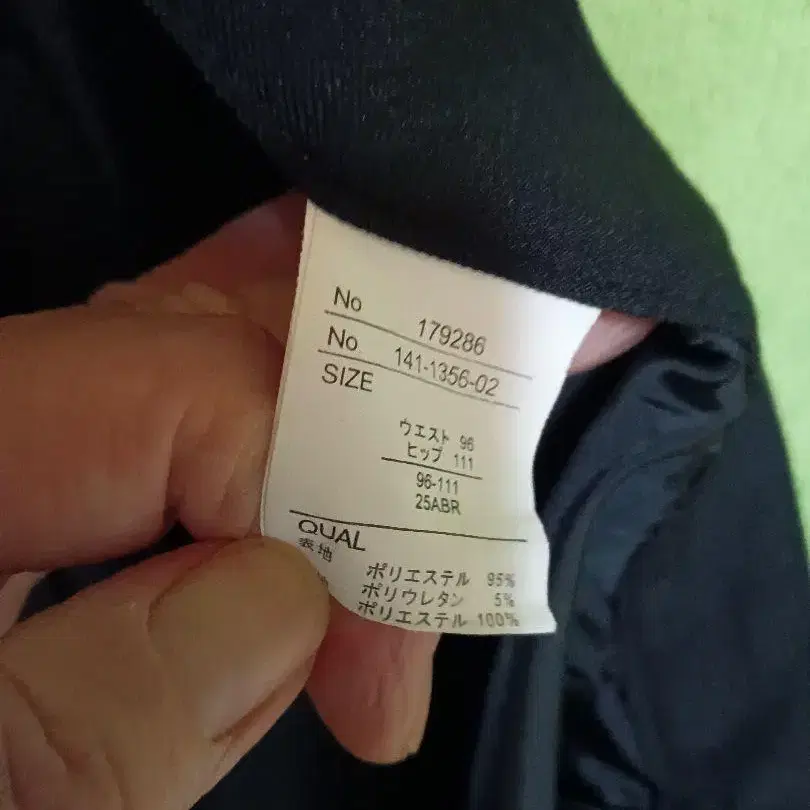 No 179286
No 141-1356-02
SIZE
ウエスト 96
ヒップ 111
96-111
25ABR
QUAL
表地
ポリエステル 95%
ポリウレタン 5%
地 ポリエステル 100%